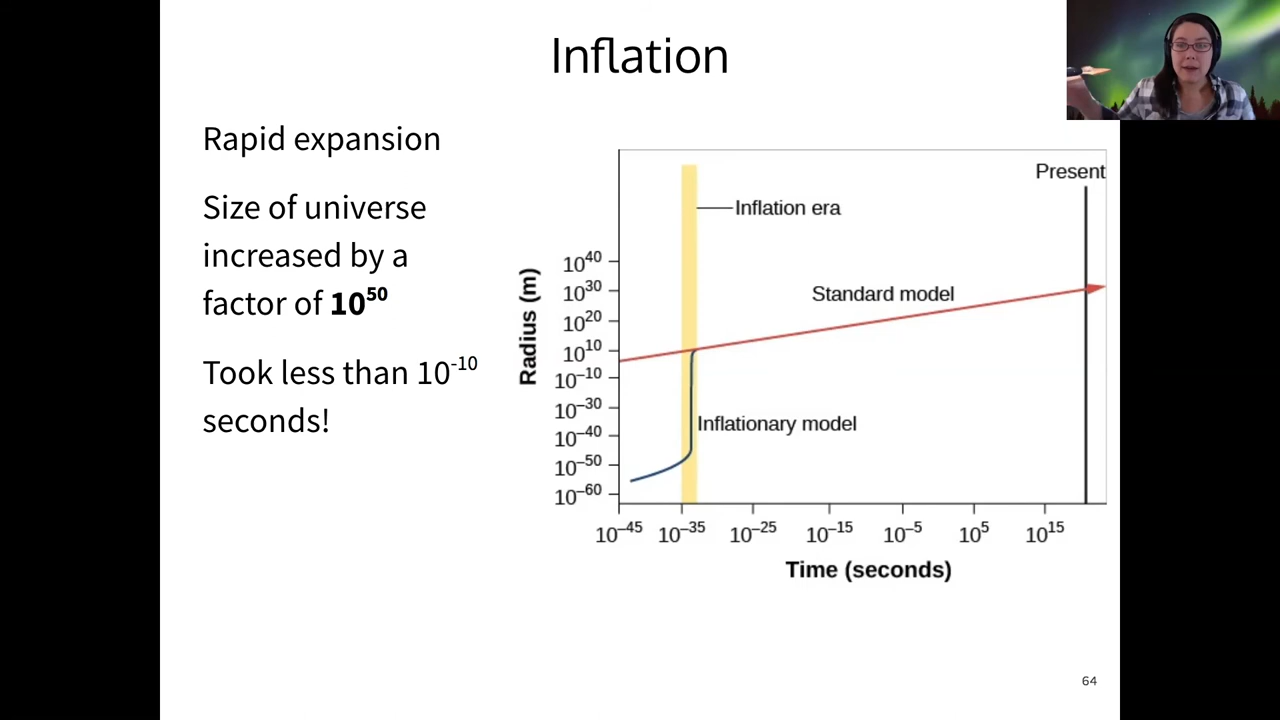 Inflation
Rapid expansion
Size of universe
increased by a
factor of 10⁵⁰
Took less than 10⁻¹⁰
seconds!
Present
Inflation era
Standard model
Inflationary model
Radius (m)
10⁴⁰
10³⁰
10²⁰
10¹⁰
10⁻¹⁰
10⁻³⁰
10⁻⁴⁰
10⁻⁵⁰
10⁻⁶⁰
10⁻⁴⁵ 10⁻³⁵ 10⁻²⁵ 10⁻¹⁵ 10⁻⁵ 10⁵ 10¹⁵
Time (seconds)
64